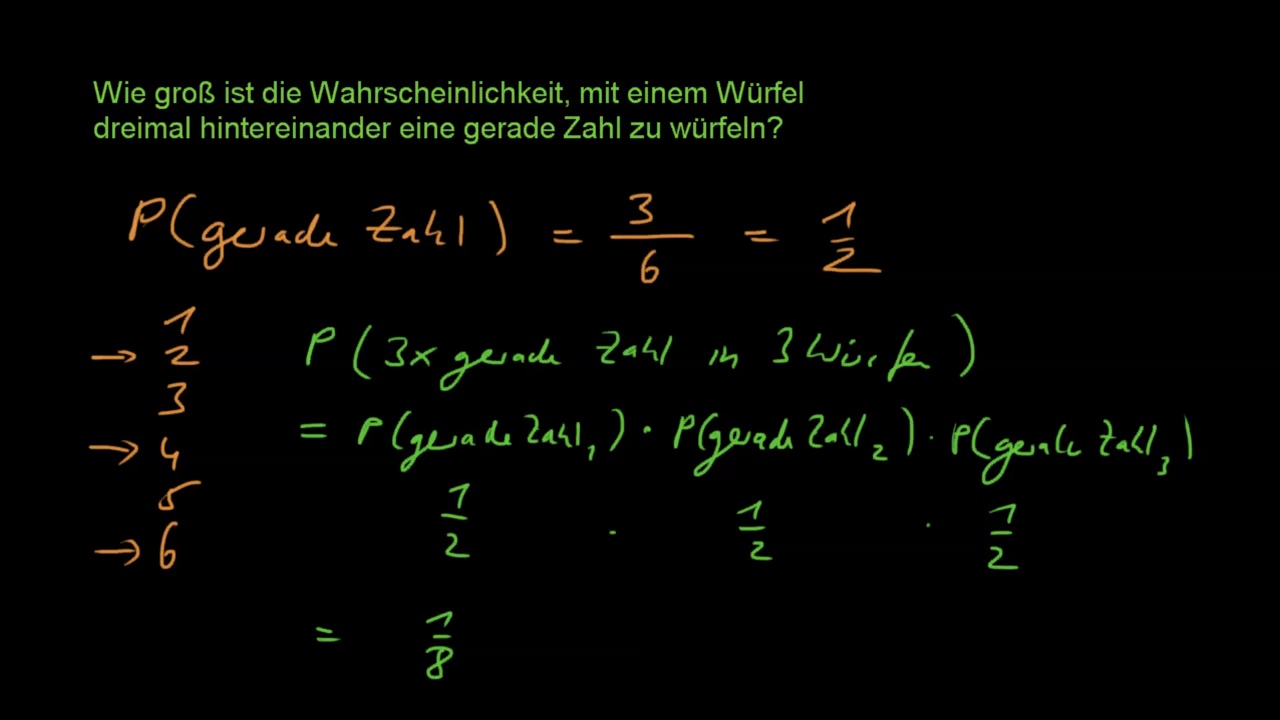 Wie groß ist die Wahrscheinlichkeit, mit einem Würfel
dreimal hintereinander eine gerade Zahl zu würfeln?
P(gerade Zahl) = 3/6 = 1/2
1
→ 2
3
→ 4
5
→ 6
P(3x gerade Zahl in 3 Würfen)
= P(gerade Zahl₁) · P(gerade Zahl₂) · P(gerade Zahl₃)
1/2 · 1/2 · 1/2
= 1/8